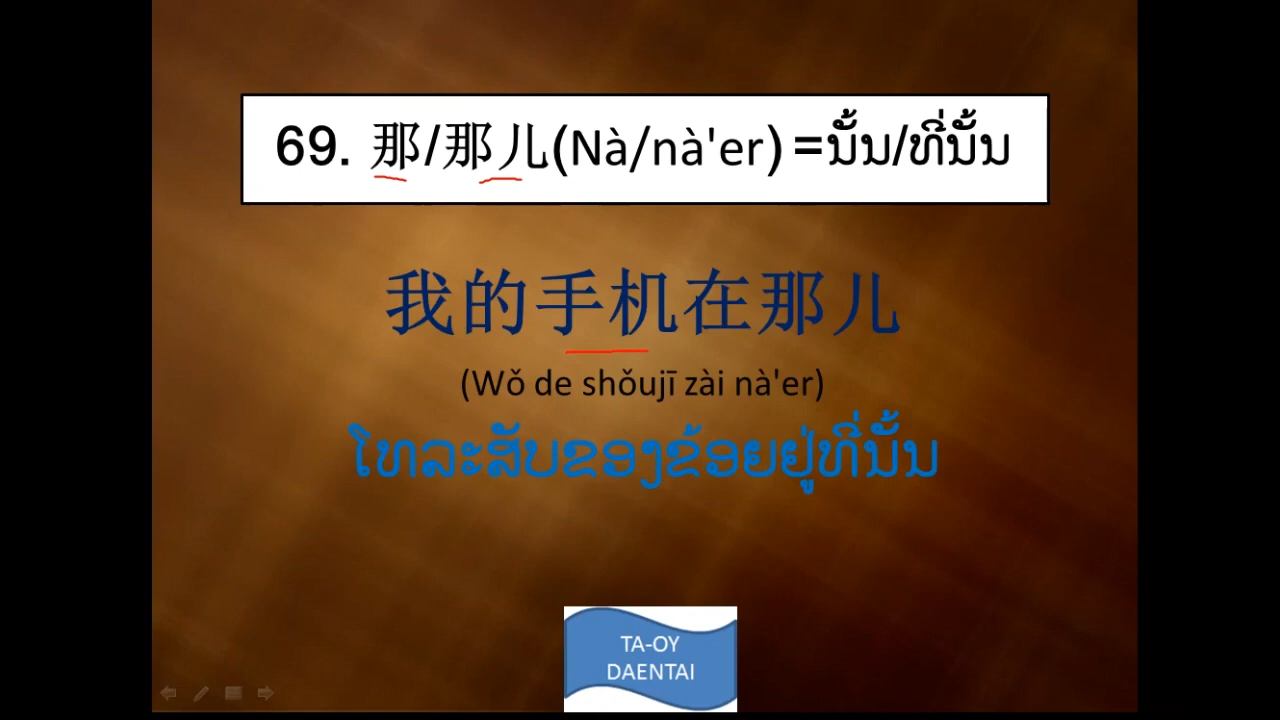 69. 那/那儿(Nà/nà'er) =ນັ້ນ/ທີ່ນັ້ນ
我的手机在那儿
(Wǒ de shǒujī zài nà'er)
ໂທລະສັບຂອງຂ້ອຍຢູ່ທີ່ນັ້ນ
TA-OY
DAENTAI